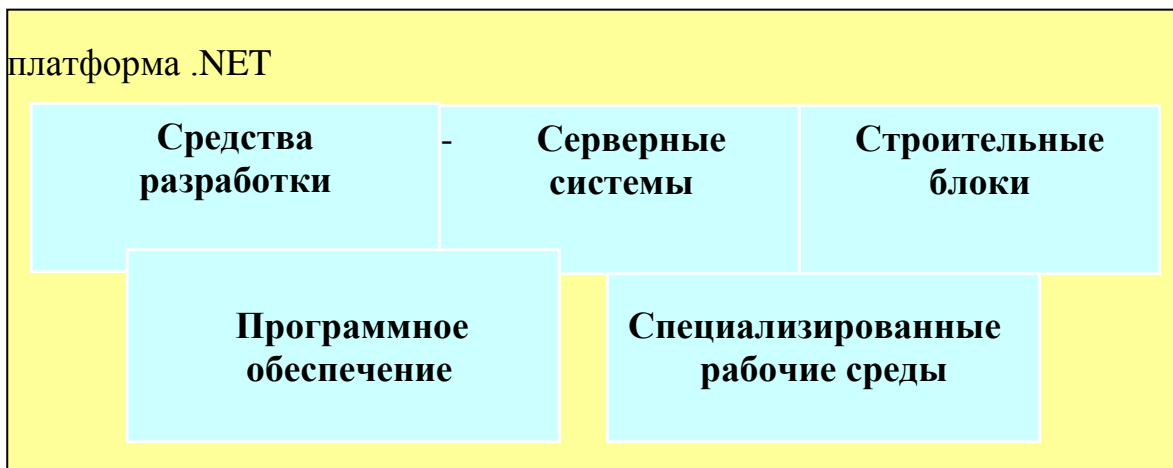 платформа .NET
Средства
разработки
-
Серверные
системы
Строительные
блоки
Программное
обеспечение
Специализированные
рабочие среды